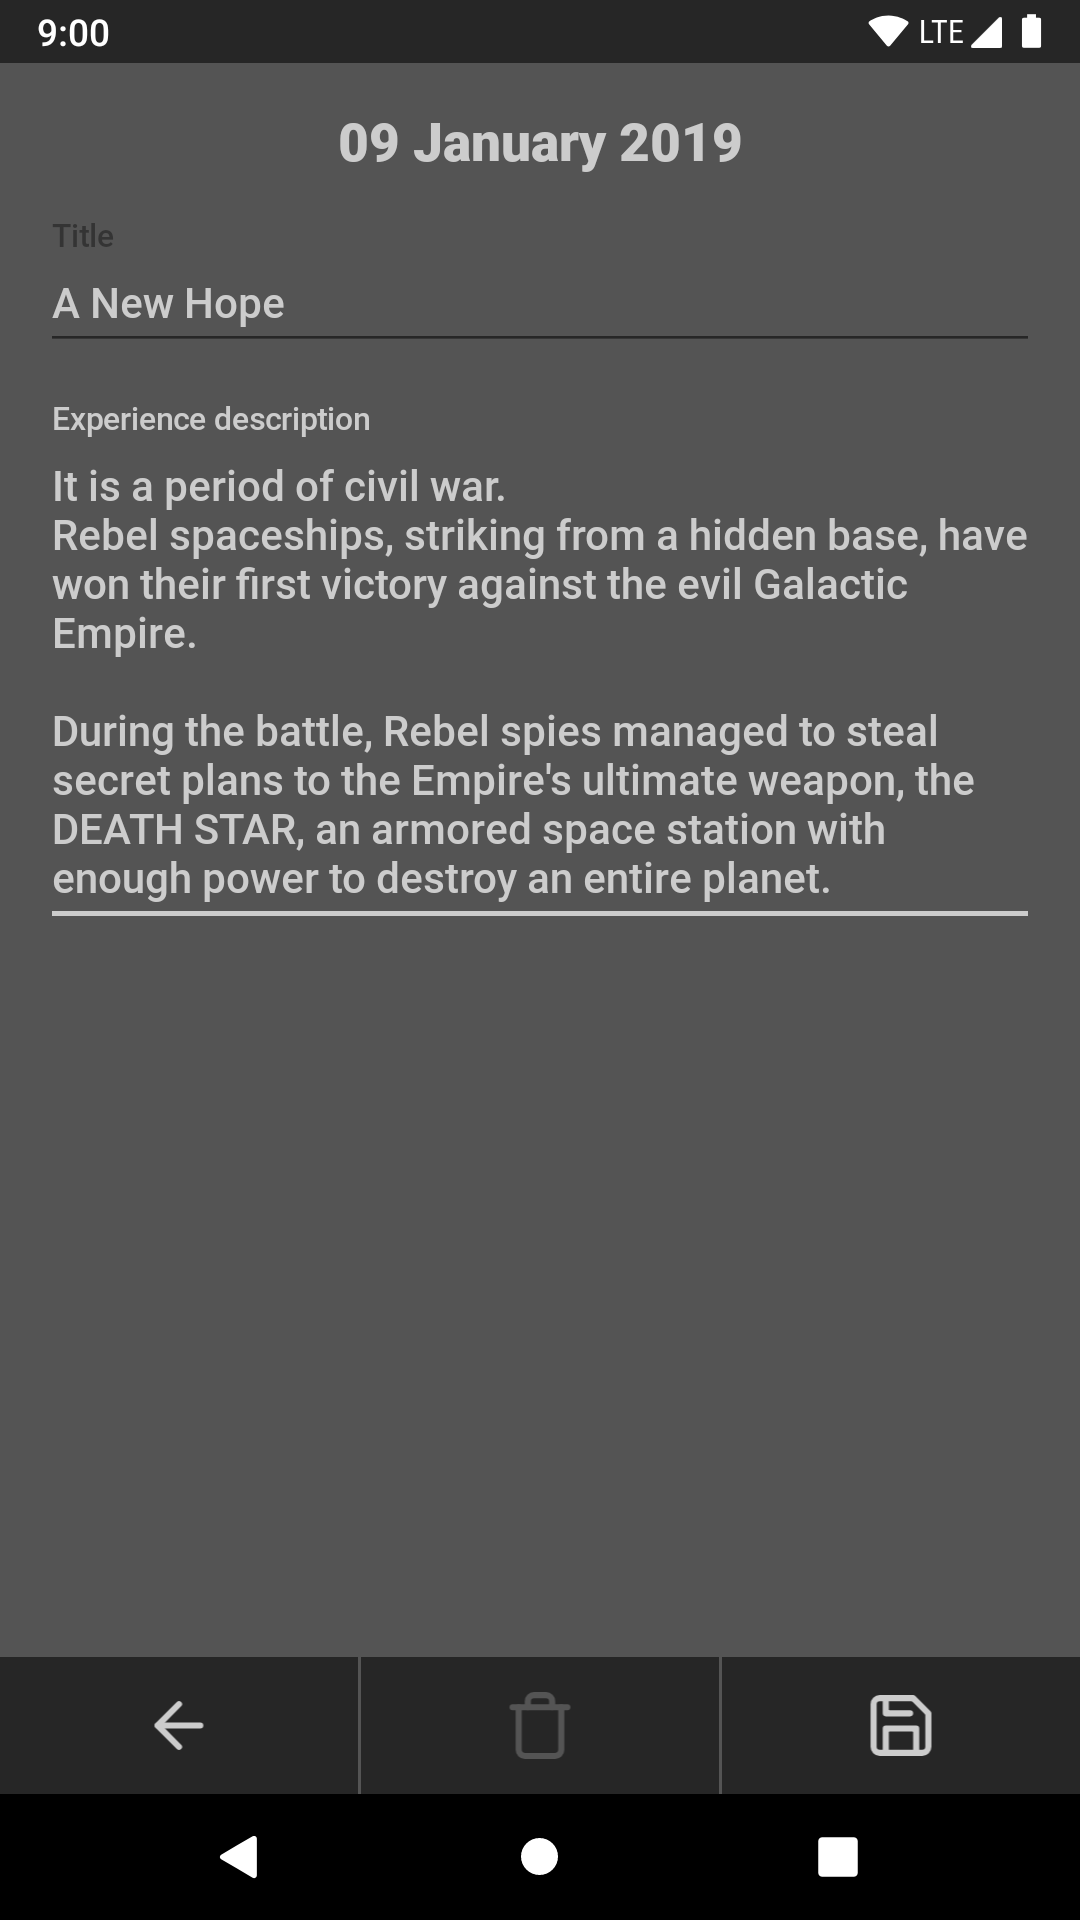 9:00
LTE
09 January 2019
Title
A New Hope
Experience description
It is a period of civil war.
Rebel spaceships, striking from a hidden base, have
won their first victory against the evil Galactic
Empire.
During the battle, Rebel spies managed to steal
secret plans to the Empire's ultimate weapon, the
DEATH STAR, an armored space station with
enough power to destroy an entire planet.